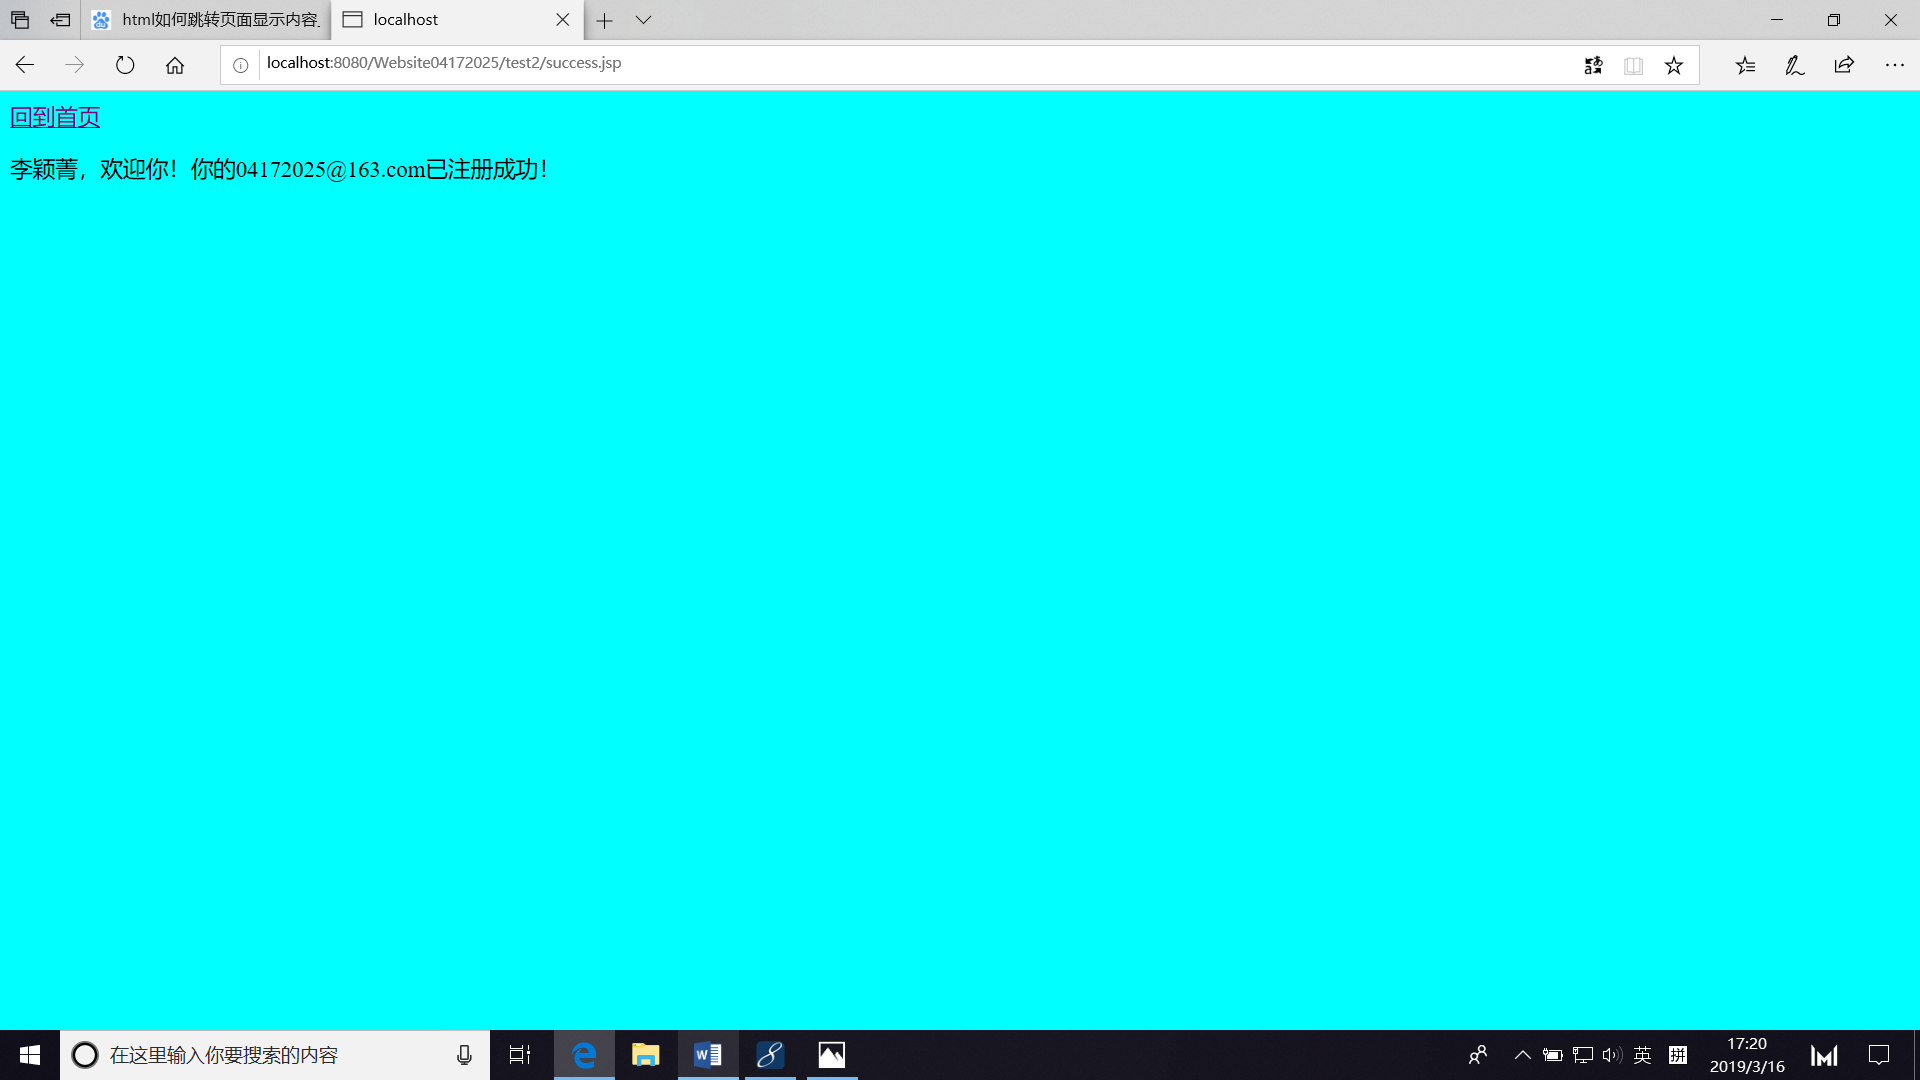 html如何跳转页面显示内容_
localhost
localhost:8080/Website04172025/test2/success.jsp
回到首页
李颖菁，欢迎你！你的04172025@163.com已注册成功！
在这里输入你要搜索的内容
英
拼
17:20
2019/3/16